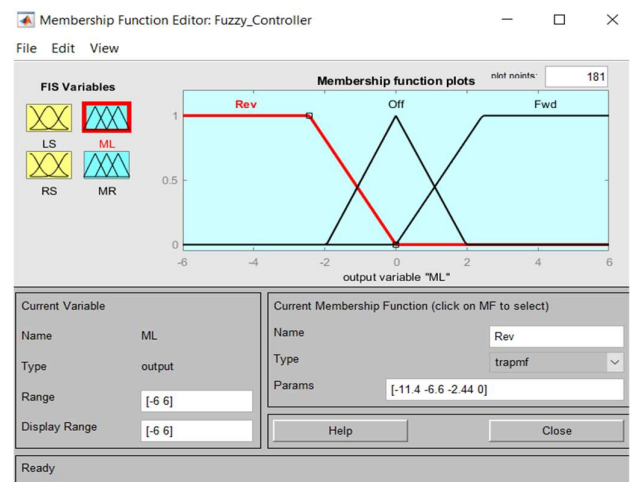 Membership Function Editor: Fuzzy_Controller
File Edit View
FIS Variables
LS ML
RS MR
Membership function plots
plot points: 181
Rev Off Fwd
1
0.5
0
-6 -4 -2 0 2 4 6
output variable "ML"
Current Variable
Name ML
Type output
Range [-6 6]
Display Range [-6 6]
Current Membership Function (click on MF to select)
Name Rev
Type trapmf
Params [-11.4 -6.6 -2.44 0]
Help Close
Ready